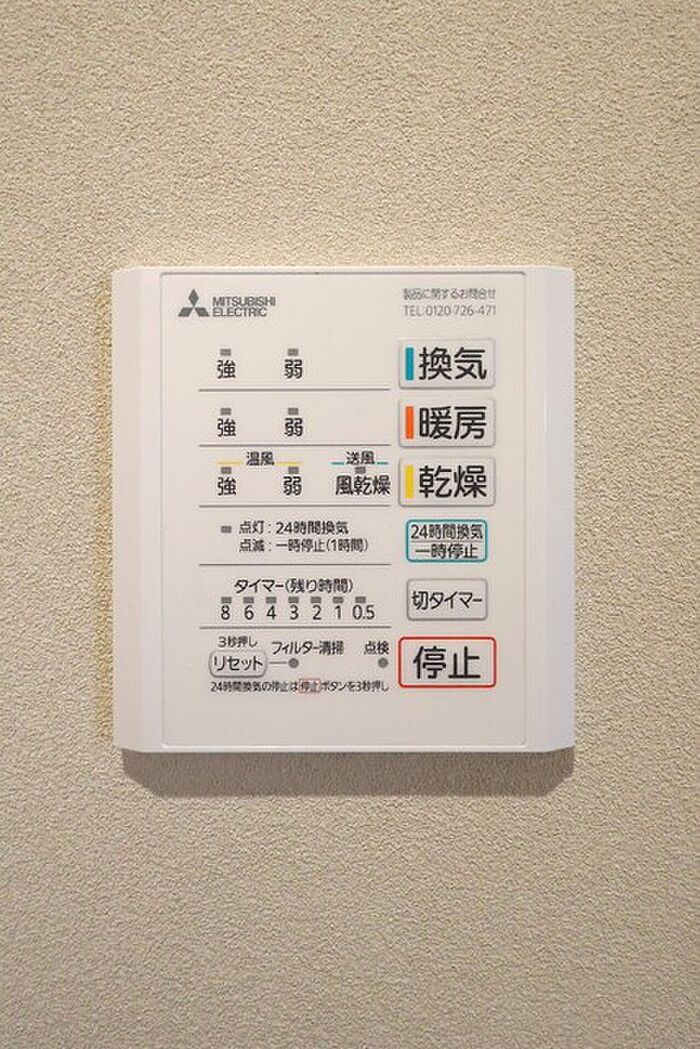 MITSUBISHI
ELECTRIC
製品に関するお問合せ
TEL:0120-726-471
強 弱 換気
強 弱 暖房
温風 送風
強 弱 風乾燥 乾燥
点灯:24時間換気
点滅:一時停止(1時間)
24時間換気
一時停止
タイマー(残り時間)
8 6 4 3 2 1 0.5
切タイマー
3秒押し
リセット フィルター清掃 点検
停止
24時間換気の停止は停止ボタンを3秒押し